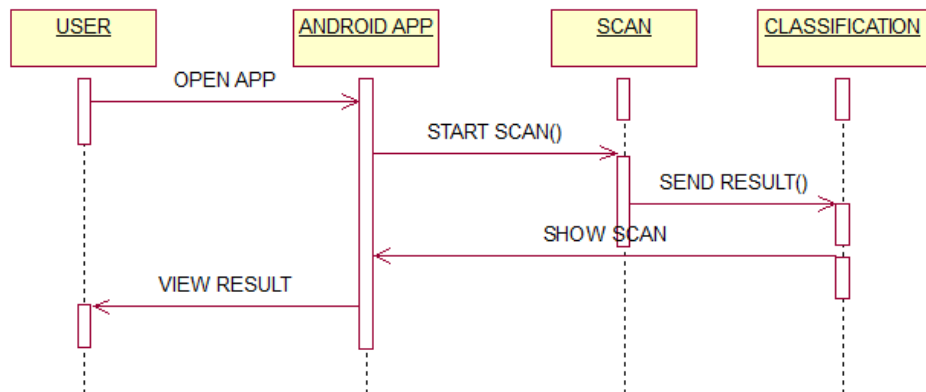 USER
ANDROID APP
SCAN
CLASSIFICATION
OPEN APP
START SCAN()
SEND RESULT()
SHOW SCAN
VIEW RESULT